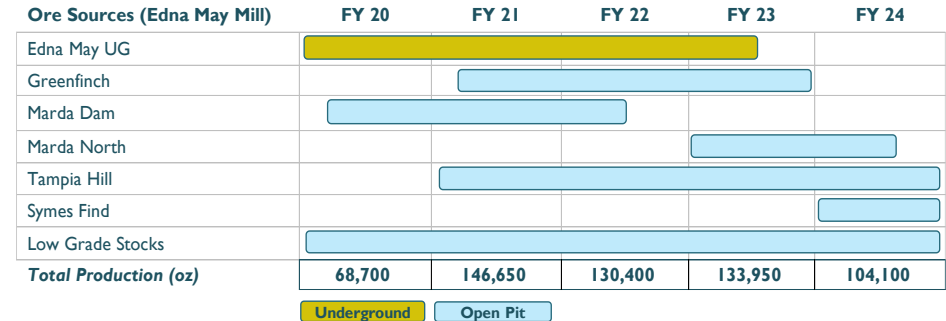 Ore Sources (Edna May Mill) FY 20 FY 21 FY 22 FY 23 FY 24
Edna May UG
Greenfinch
Marda Dam
Marda North
Tampia Hill
Symes Find
Low Grade Stocks
Total Production (oz) 68,700 146,650 130,400 133,950 104,100
Underground Open Pit